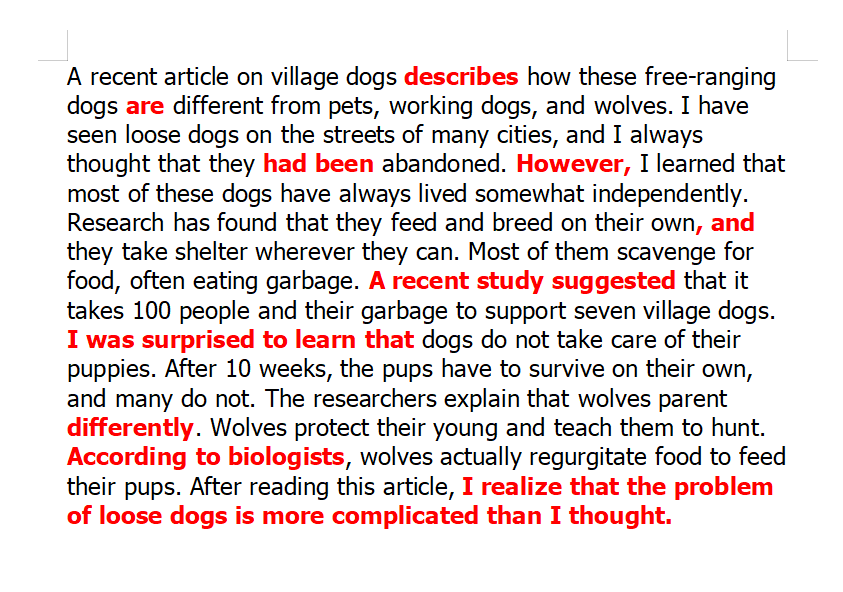 A recent article on village dogs describes how these free-ranging
dogs are different from pets, working dogs, and wolves. I have
seen loose dogs on the streets of many cities, and I always
thought that they had been abandoned. However, I learned that
most of these dogs have always lived somewhat independently.
Research has found that they feed and breed on their own, and
they take shelter wherever they can. Most of them scavenge for
food, often eating garbage. A recent study suggested that it
takes 100 people and their garbage to support seven village dogs.
I was surprised to learn that dogs do not take care of their
puppies. After 10 weeks, the pups have to survive on their own,
and many do not. The researchers explain that wolves parent
differently. Wolves protect their young and teach them to hunt.
According to biologists, wolves actually regurgitate food to feed
their pups. After reading this article, I realize that the problem
of loose dogs is more complicated than I thought.